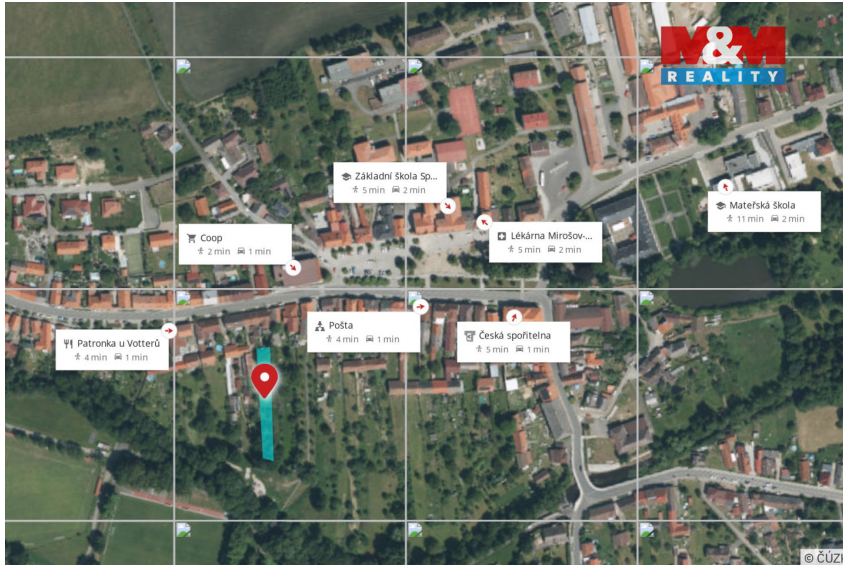 M&M
REALITY
Základní škola Sp...
5 min 2 min
Mateřská škola
11 min 2 min
Coop
2 min 1 min
Lékárna Mirošov-...
5 min 2 min
Pošta
4 min 1 min
Česká spořitelna
5 min 1 min
Patronka u Votterů
4 min 1 min
© ČÚZK